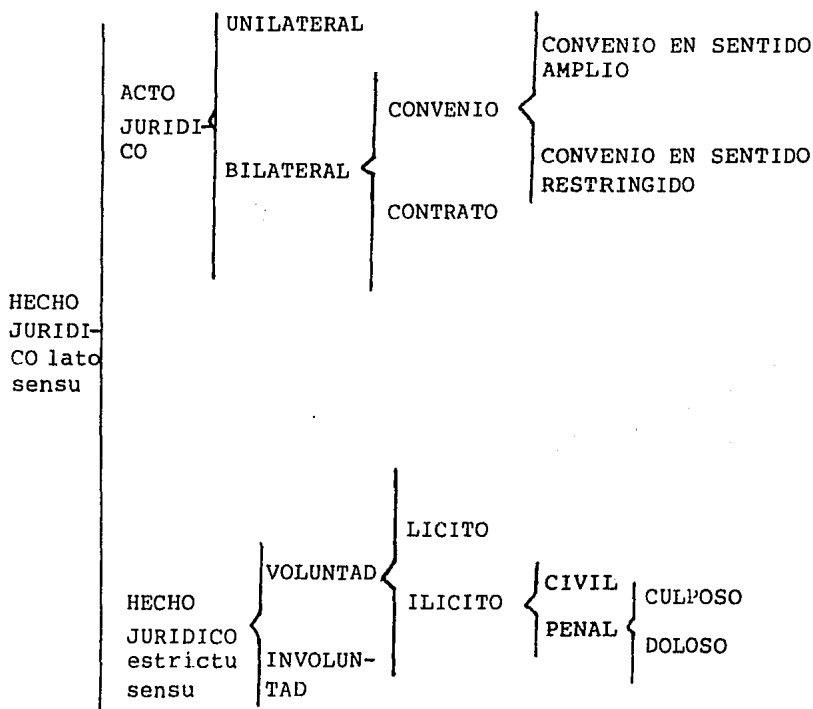 UNILATERAL
CONVENIO EN SENTIDO
AMPLIO
ACTO
JURIDI-
CO
CONVENIO
BILATERAL
CONVENIO EN SENTIDO
RESTRINGIDO
CONTRATO
HECHO
JURIDI-
CO lato
sensu
LICITO
VOLUNTAD
ILICITO
CIVIL
PENAL
CULPOSO
DOLOSO
HECHO
JURIDICO
estrictu
sensu
INVOLUN-
TAD